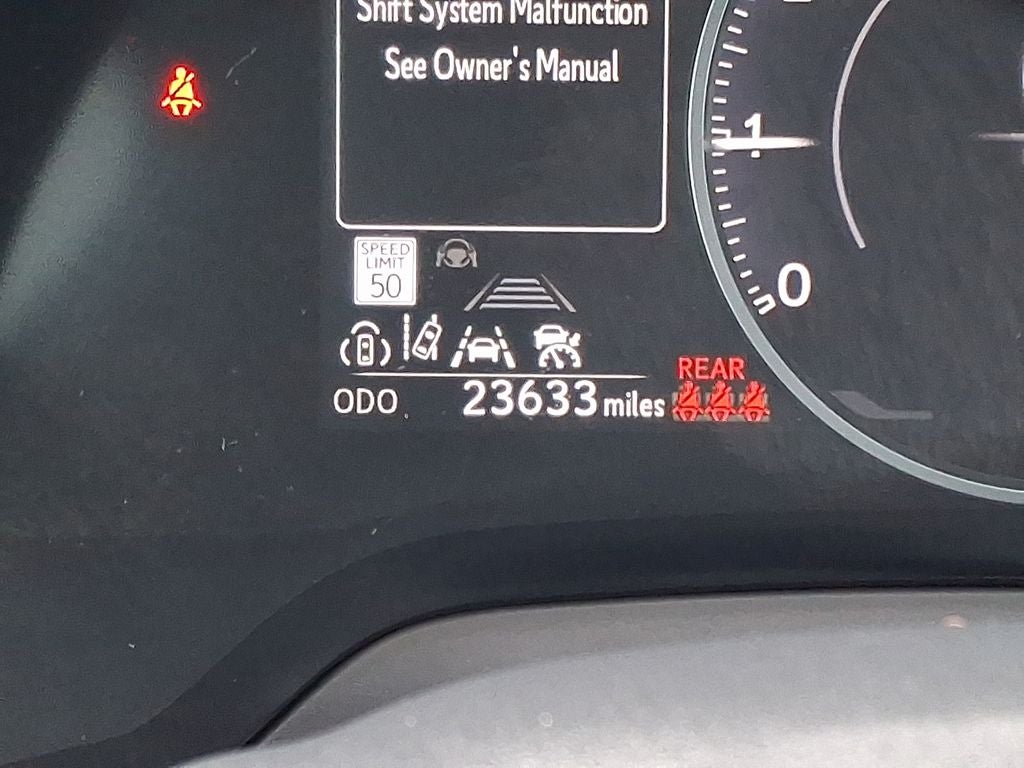 Shift System Malfunction
See Owner's Manual
1
0
SPEED
LIMIT
50
REAR
ODO 23633 miles